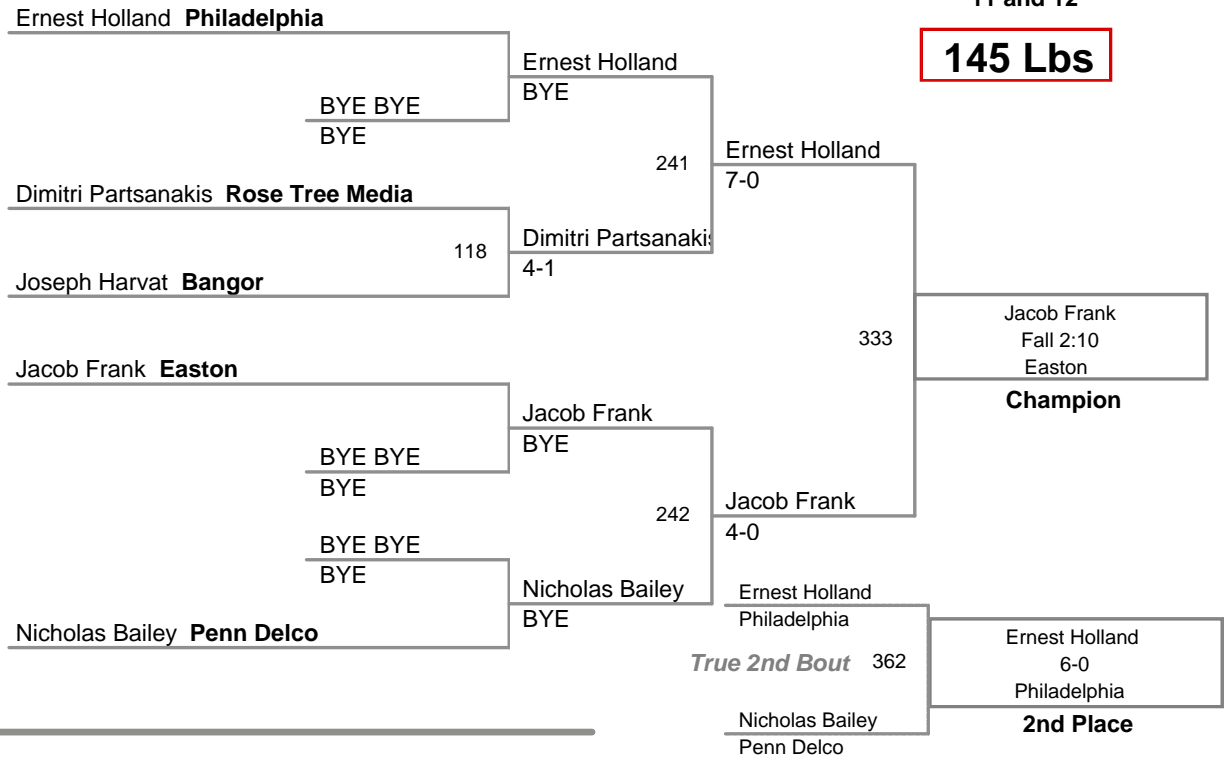 11 and 12
145 Lbs
Ernest Holland Philadelphia
Ernest Holland
BYE
BYE BYE
BYE
241
Ernest Holland
7-0
Dimitri Partsanakis Rose Tree Media
118
Dimitri Partsanakis
4-1
Joseph Harvat Bangor
333
Jacob Frank
Fall 2:10
Easton
Champion
Jacob Frank Easton
Jacob Frank
BYE
BYE BYE
BYE
242
Jacob Frank
4-0
BYE BYE
BYE
Nicholas Bailey
BYE
Nicholas Bailey Penn Delco
Ernest Holland
Philadelphia
True 2nd Bout 362
Nicholas Bailey
Penn Delco
Ernest Holland
6-0
Philadelphia
2nd Place